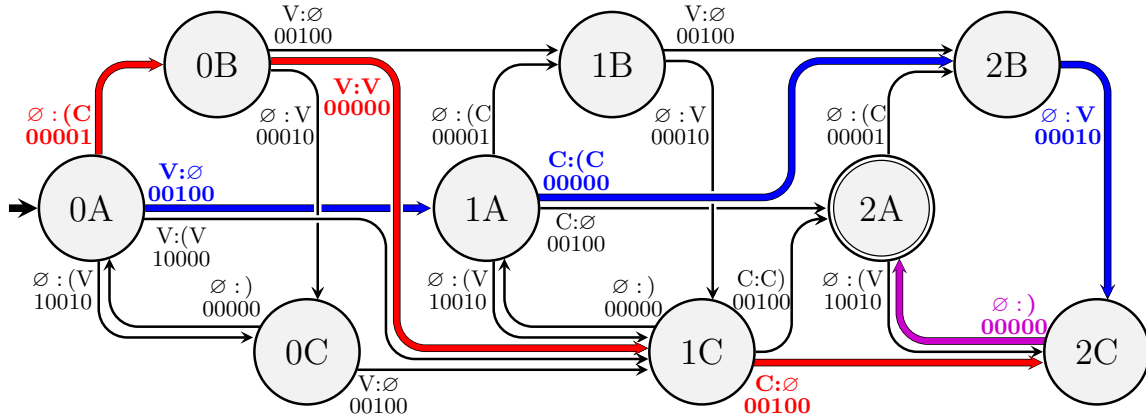 V:∅
00100
V:∅
00100
0B
1B
2B
V:V
00000
∅ : (C
00001
∅ : V
00010
∅ : (C
00001
∅ : V
00010
∅ : (C
00001
∅ : V
00010
V:∅
00100
C:(C
00000
0A
1A
2A
V:(V
10000
C:∅
00100
∅ : (V
10010
∅ : )
00000
∅ : (V
10010
∅ : )
00000
C:C)
00100
∅ : (V
10010
∅ : )
00000
0C
1C
2C
V:∅
00100
C:∅
00100